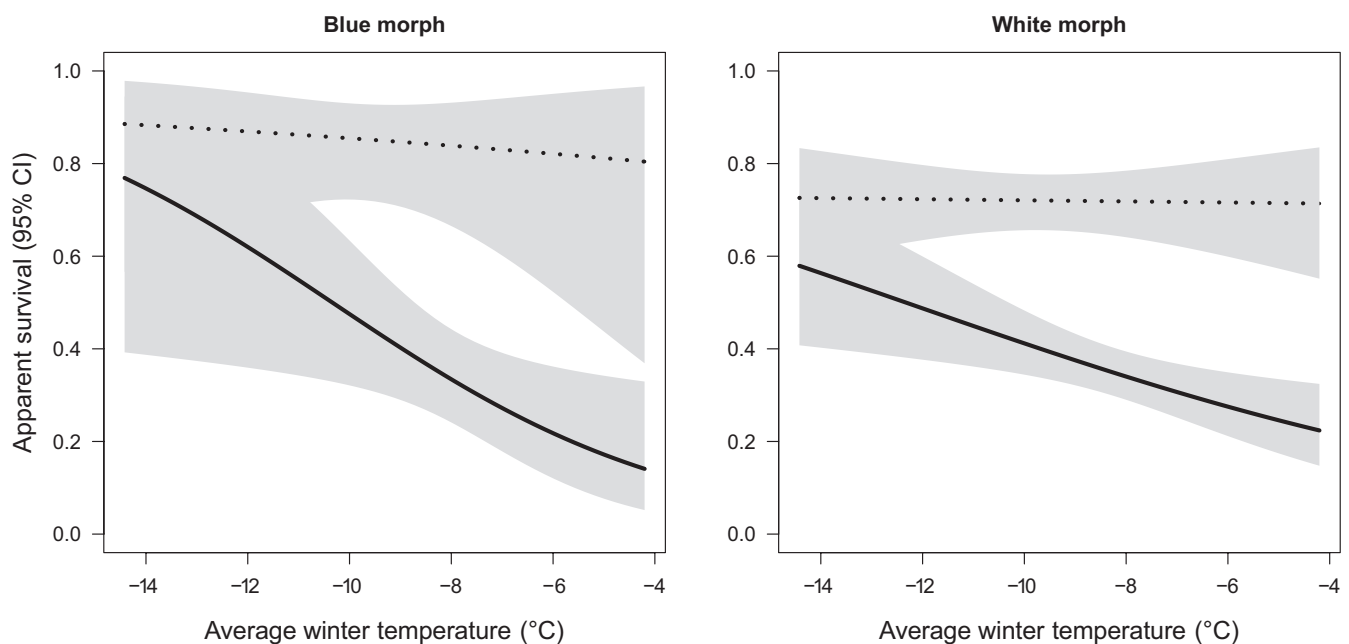 Blue morph
Apparent survival (95% CI)
1.0
0.8
0.6
0.4
0.2
0.0
−14 −12 −10 −8 −6 −4
Average winter temperature (°C)
White morph
1.0
0.8
0.6
0.4
0.2
0.0
−14 −12 −10 −8 −6 −4
Average winter temperature (°C)